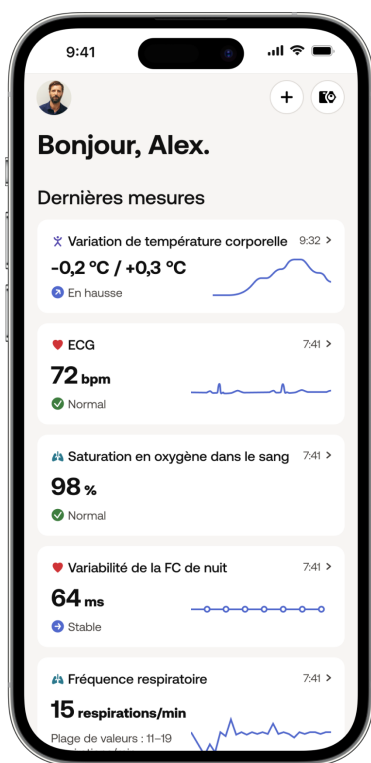 9:41
Bonjour, Alex.
Dernières mesures
Variation de température corporelle 9:32
-0,2 °C / +0,3 °C
En hausse
ECG 7:41
72 bpm
Normal
Saturation en oxygène dans le sang 7:41
98 %
Normal
Variabilité de la FC de nuit 7:41
64 ms
Stable
Fréquence respiratoire 7:41
15 respirations/min
Plage de valeurs : 11–19